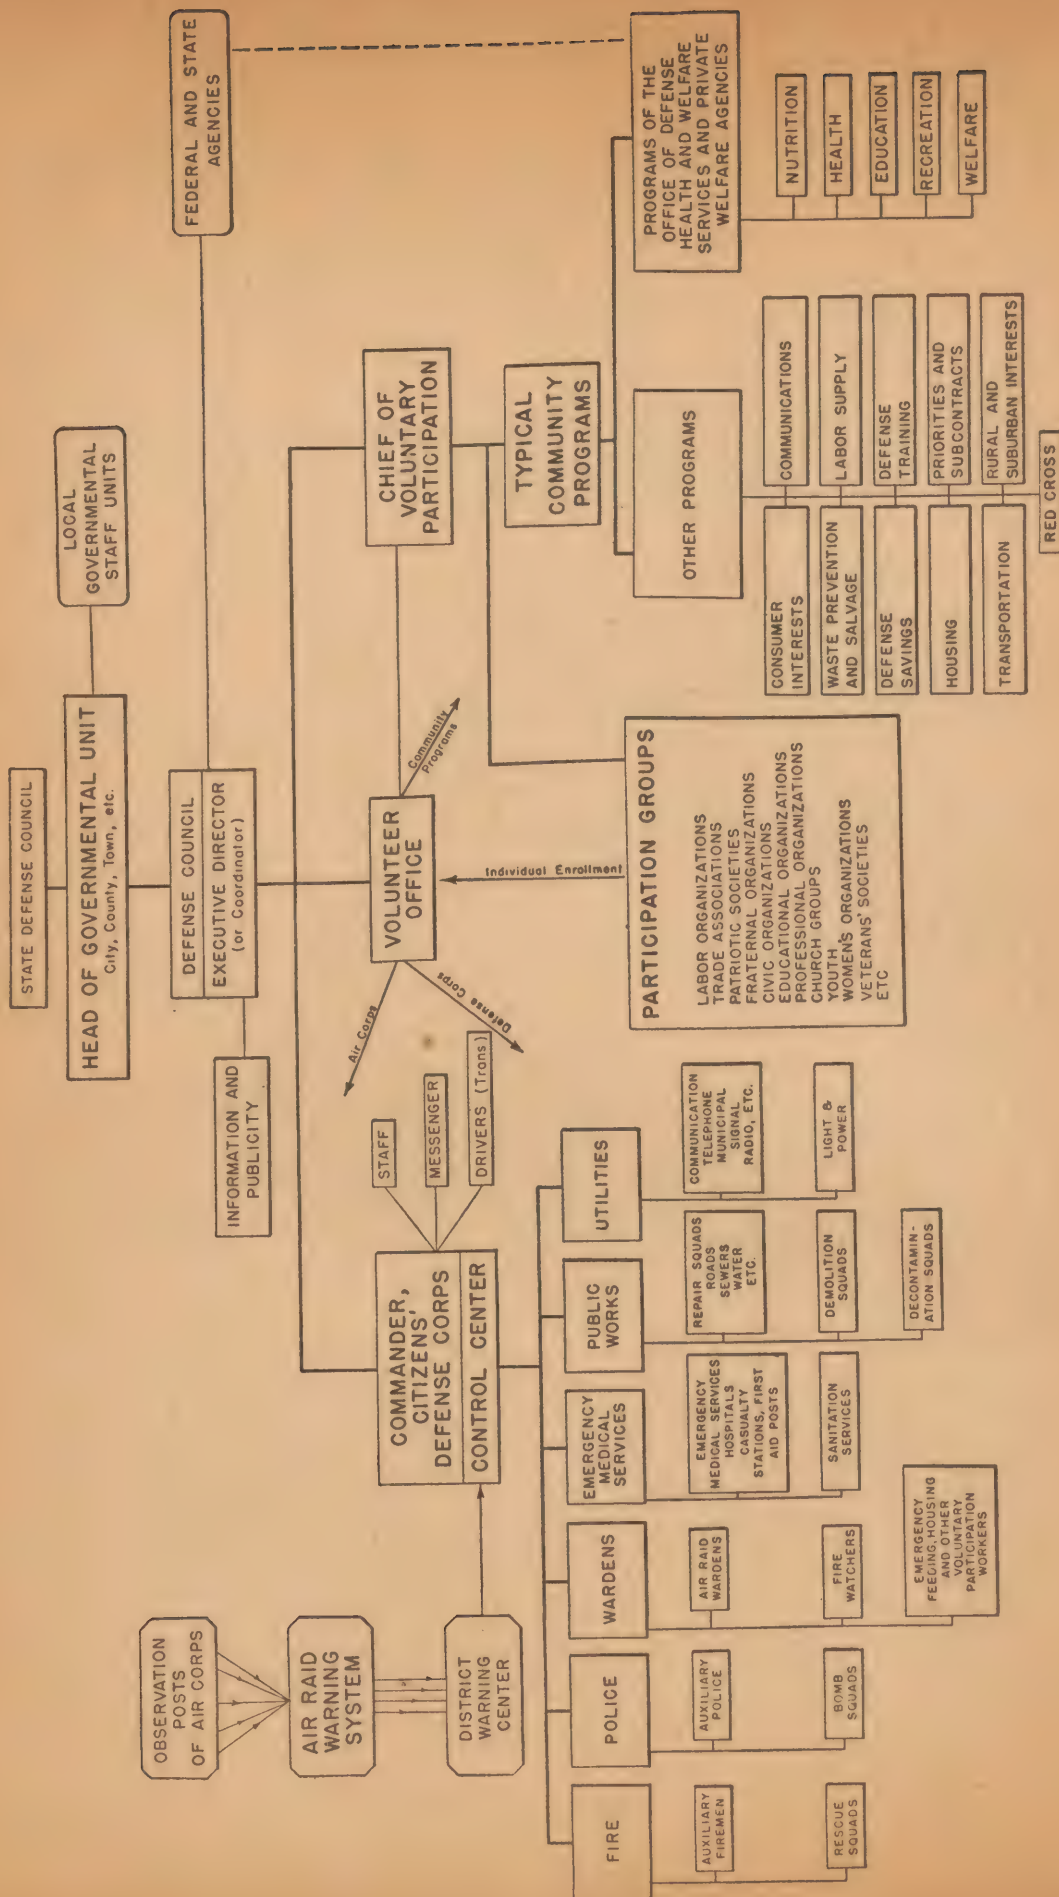 STATE DEFENSE COUNCIL
HEAD OF GOVERNMENTAL UNIT
City, County, Town, etc.
LOCAL
GOVERNMENTAL
STAFF UNITS
DEFENSE COUNCIL
EXECUTIVE DIRECTOR
(or Coordinator)
FEDERAL AND STATE
AGENCIES
INFORMATION AND
PUBLICITY
OBSERVATION
POSTS
OF AIR CORPS
AIR RAID
WARNING
SYSTEM
DISTRICT
WARNING
CENTER
COMMANDER,
CITIZENS'
DEFENSE CORPS
CONTROL CENTER
STAFF
MESSENGER
DRIVERS (Trans)
VOLUNTEER
OFFICE
Air Corps
Defense Corps
Community
Programs
Individual Enrollment
CHIEF OF
VOLUNTARY
PARTICIPATION
TYPICAL
COMMUNITY
PROGRAMS
FIRE
AUXILIARY
FIREMEN
RESCUE
SQUADS
POLICE
AUXILIARY
POLICE
BOMB
SQUADS
WARDENS
AIR RAID
WARDENS
FIRE
WATCHERS
EMERGENCY
FEEDING, HOUSING
AND OTHER
VOLUNTARY
PARTICIPATION
WORKERS
EMERGENCY
MEDICAL
SERVICES
EMERGENCY
MEDICAL SERVICES
HOSPITALS
CASUALTY
STATIONS, FIRST
AID POSTS
SANITATION
SERVICES
PUBLIC
WORKS
REPAIR SQUADS
ROADS
SEWERS
WATER
ETC.
DEMOLITION
SQUADS
DECONTAMIN-
ATION SQUADS
UTILITIES
COMMUNICATION
TELEPHONE
MUNICIPAL
SIGNAL
RADIO, ETC.
LIGHT &
POWER
PARTICIPATION GROUPS
LABOR ORGANIZATIONS
TRADE ASSOCIATIONS
PATRIOTIC SOCIETIES
FRATERNAL ORGANIZATIONS
CIVIC ORGANIZATIONS
EDUCATIONAL ORGANIZATIONS
PROFESSIONAL ORGANIZATIONS
CHURCH GROUPS
YOUTH
WOMEN'S ORGANIZATIONS
VETERANS' SOCIETIES
ETC
OTHER PROGRAMS
CONSUMER
INTERESTS
COMMUNICATIONS
WASTE PREVENTION
AND SALVAGE
LABOR SUPPLY
DEFENSE
SAVINGS
DEFENSE
TRAINING
HOUSING
PRIORITIES AND
SUBCONTRACTS
TRANSPORTATION
RURAL AND
SUBURBAN INTERESTS
RED CROSS
PROGRAMS OF THE
OFFICE OF DEFENSE
HEALTH AND WELFARE
SERVICES AND PRIVATE
WELFARE AGENCIES
NUTRITION
HEALTH
EDUCATION
RECREATION
WELFARE